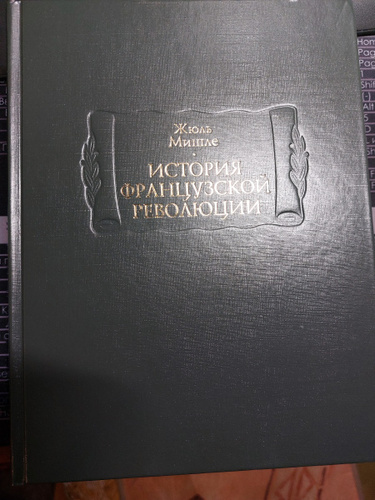 Жюль
Мишле
ИСТОРИЯ
ФРАНЦУЗСКОЙ
РЕВОЛЮЦИИ